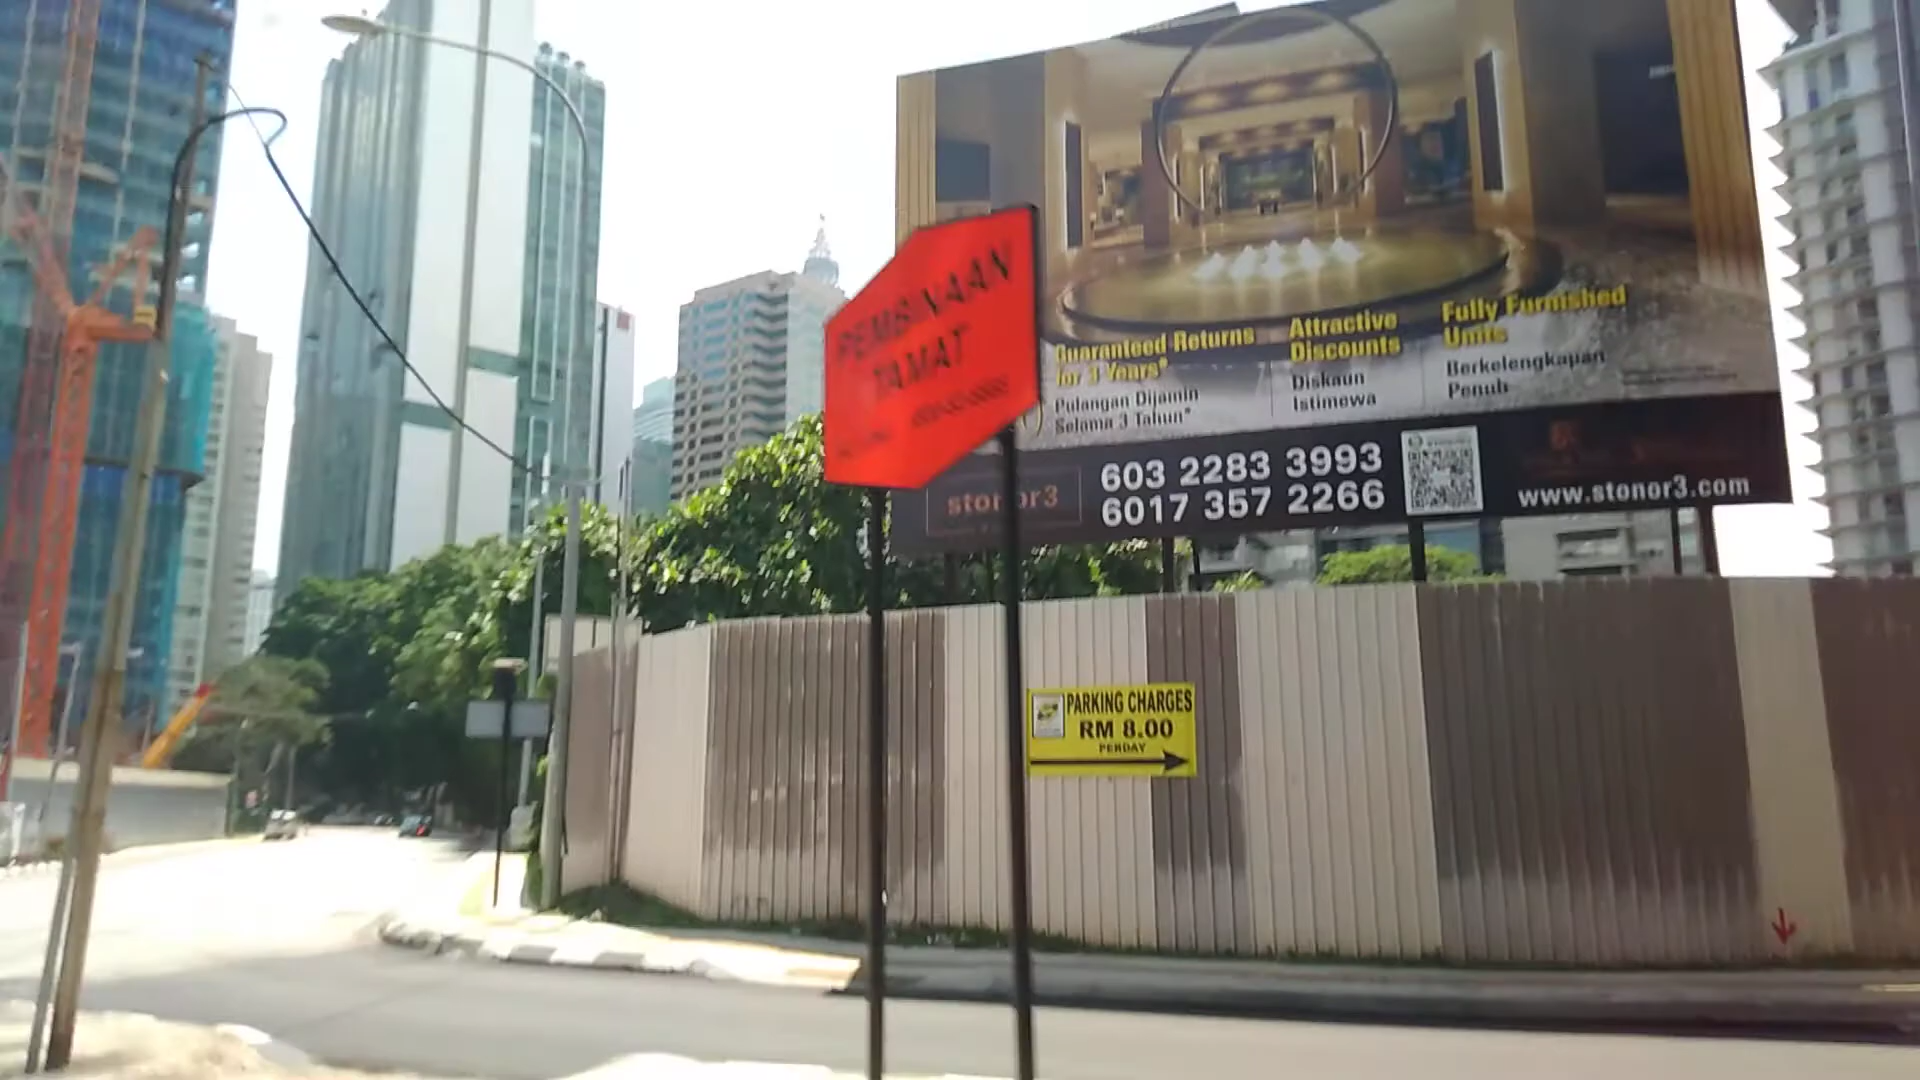 PEMBINAAN
TAMAT
Guaranteed Returns
for 3 Years*
Pulangan Dijamin
Selama 3 Tahun*
Attractive
Discounts
Diskaun
Istimewa
Fully Furnished
Units
Berkelengkapan
Penuh
stonor3
603 2283 3993
6017 357 2266
www.stonor3.com
PARKING CHARGES
RM 8.00
PERDAY